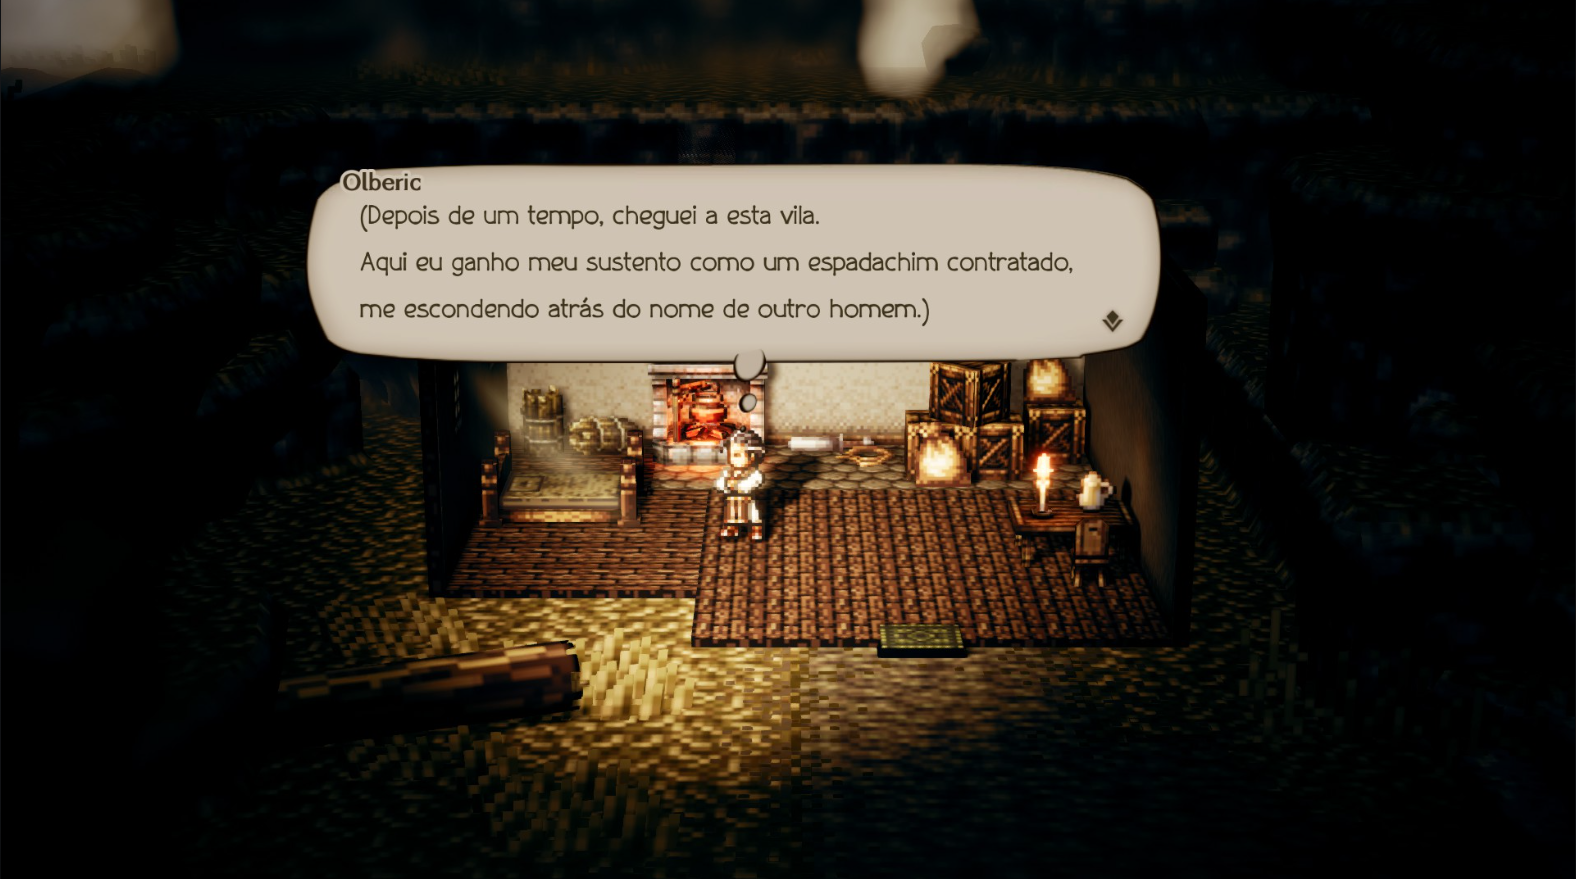 Olberic
(Depois de um tempo, cheguei a esta vila.
Aqui eu ganho meu sustento como um espadachim contratado,
me escondendo atrás do nome de outro homem.)